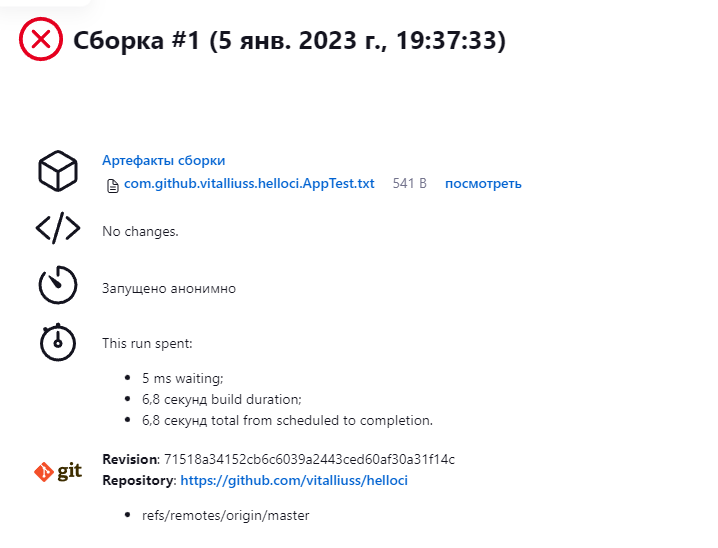 Сборка #1 (5 янв. 2023 г., 19:37:33)
Артефакты сборки
com.github.vitalliuss.helloci.AppTest.txt 541 B посмотреть
No changes.
Запущено анонимно
This run spent:
5 ms waiting;
6,8 секунд build duration;
6,8 секунд total from scheduled to completion.
git
Revision: 71518a34152cb6c6039a2443ced60af30a31f14c
Repository: https://github.com/vitalliuss/helloci
refs/remotes/origin/master